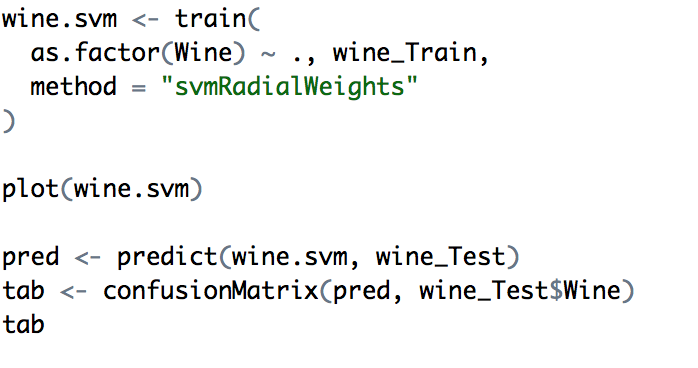 wine.svm <- train(
  as.factor(Wine) ~ ., wine_Train,
  method = "svmRadialWeights"
)
plot(wine.svm)
pred <- predict(wine.svm, wine_Test)
tab <- confusionMatrix(pred, wine_Test$Wine)
tab